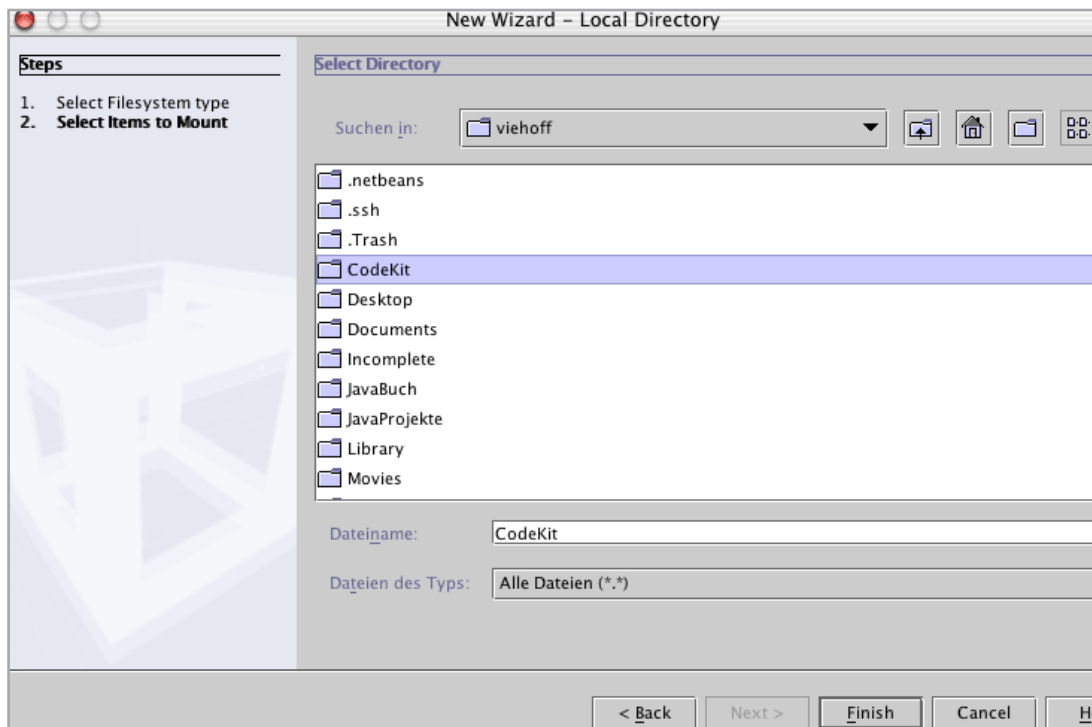 New Wizard – Local Directory
Steps
1. Select Filesystem type
2. Select Items to Mount
Select Directory
Suchen in: viehoff
.netbeans
.ssh
.Trash
CodeKit
Desktop
Documents
Incomplete
JavaBuch
JavaProjekte
Library
Movies
Dateiname: CodeKit
Dateien des Typs: Alle Dateien (*.*)
< Back Next > Finish Cancel